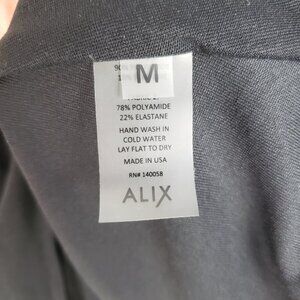 M
78% POLYAMIDE
22% ELASTANE
HAND WASH IN
COLD WATER
LAY FLAT TO DRY
MADE IN USA
RN# 140058
ALIX